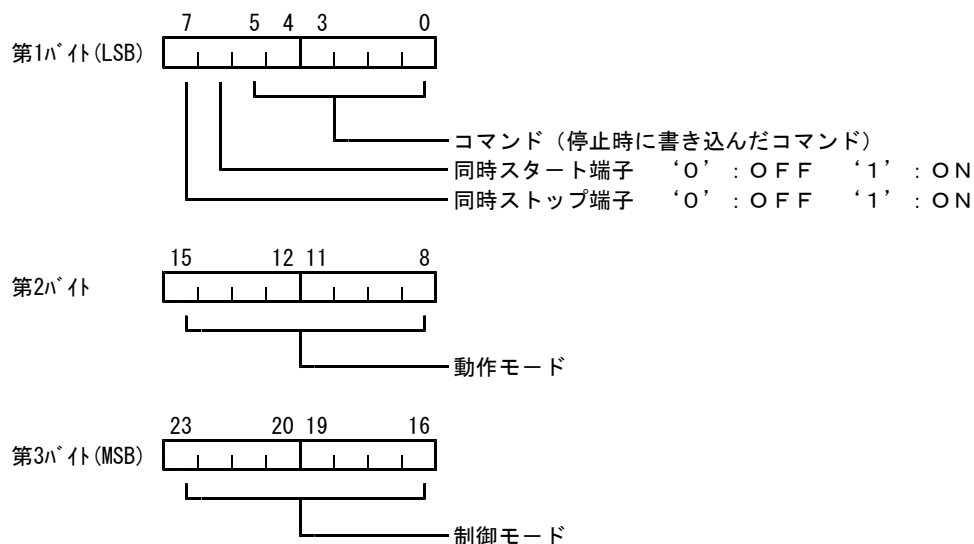 7 5 4 3 0
第1ﾊﾞｲﾄ(LSB)
コマンド（停止時に書き込んだコマンド）
同時スタート端子 ‘０’：ＯＦＦ ‘１’：ＯＮ
同時ストップ端子 ‘０’：ＯＦＦ ‘１’：ＯＮ
15 12 11 8
第2ﾊﾞｲﾄ
動作モード
23 20 19 16
第3ﾊﾞｲﾄ(MSB)
制御モード